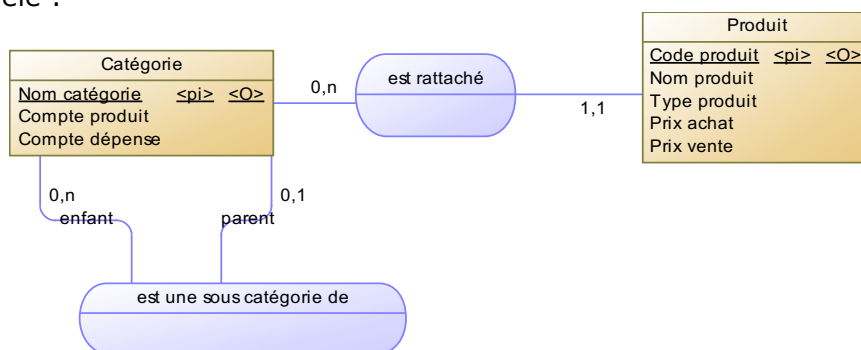 èle :
Produit
Catégorie
Code produit <pi> <O>
Nom produit
Type produit
Prix achat
Prix vente
est rattaché
0,n
1,1
Nom catégorie <pi> <O>
Compte produit
Compte dépense
0,n
0,1
enfant
parent
est une sous catégorie de